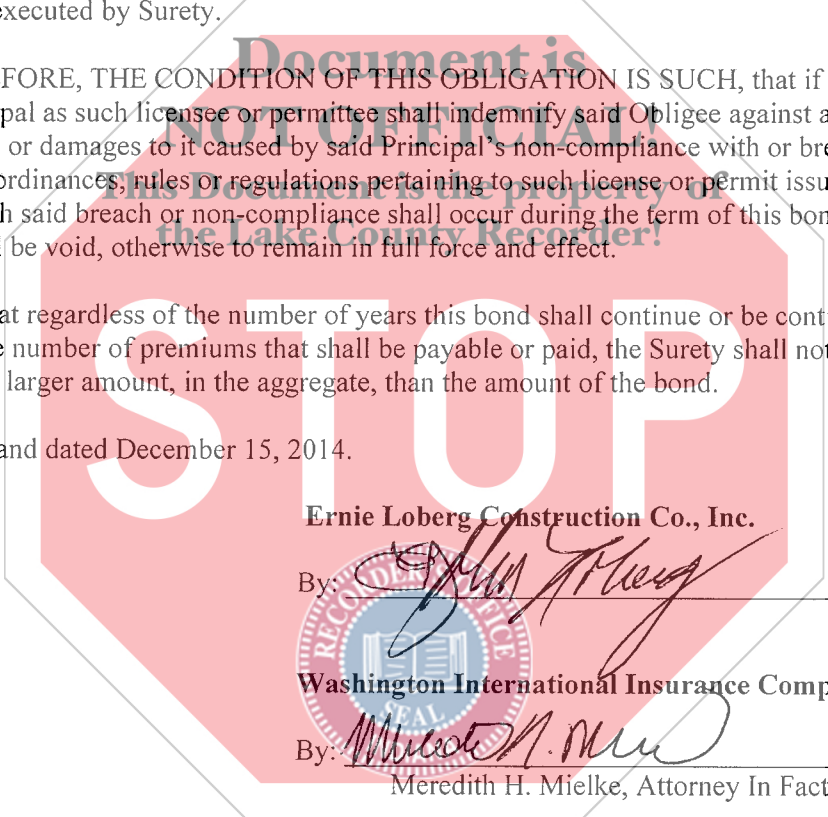 executed by Surety.
Document is
FORE, THE CONDITION OF THIS OBLIGATION IS SUCH, that if
pal as such licensee or permittee shall indemnify said Obligee against a
NOT OFFICIAL!
or damages to it caused by said Principal's non-compliance with or bre
ordinances, rules or regulations pertaining to such license or permit issu
This Document is the property of
h said breach or non-compliance shall occur during the term of this bon
the Lake County Recorder!
be void, otherwise to remain in full force and effect.
at regardless of the number of years this bond shall continue or be cont
e number of premiums that shall be payable or paid, the Surety shall not
larger amount, in the aggregate, than the amount of the bond.
STOP
and dated December 15, 2014.
Ernie Loberg Construction Co., Inc.
By:
RECORDER'S OFFICE
SEAL
Washington International Insurance Comp
By:
Meredith H. Mielke, Attorney In Fact